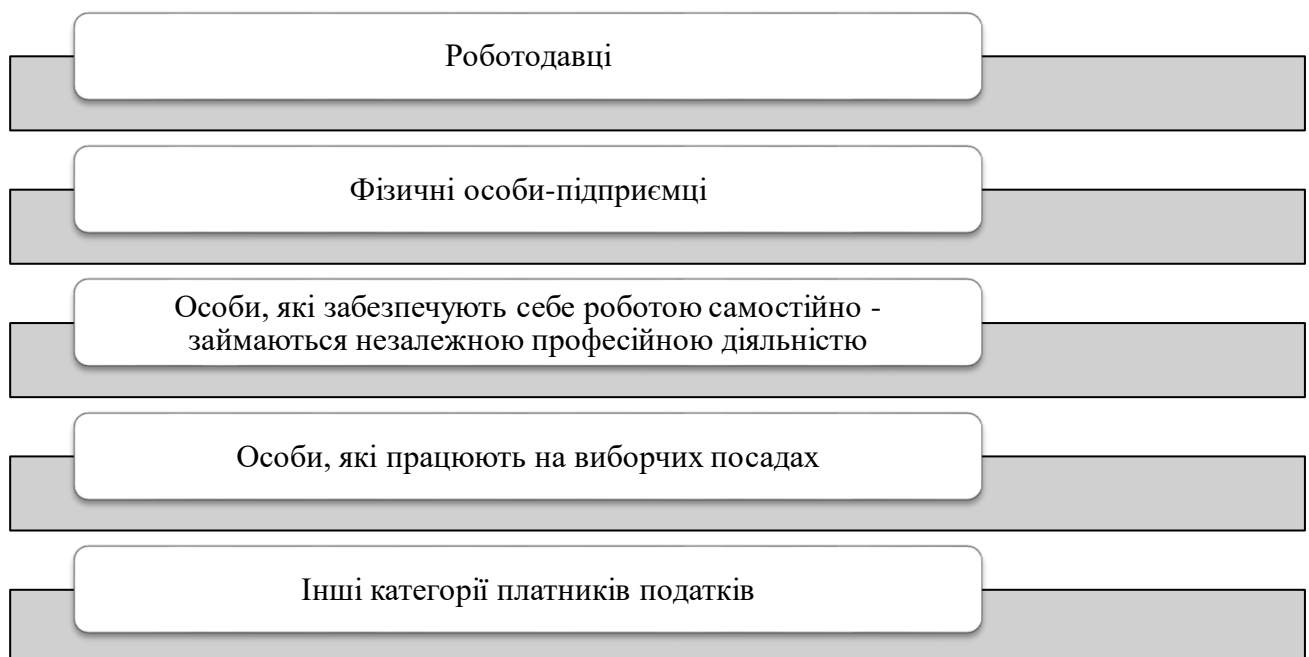 Роботодавці
Фізичні особи-підприємці
Особи, які забезпечують себе роботою самостійно -
займаються незалежною професійною діяльністю
Особи, які працюють на виборчих посадах
Інші категорії платників податків